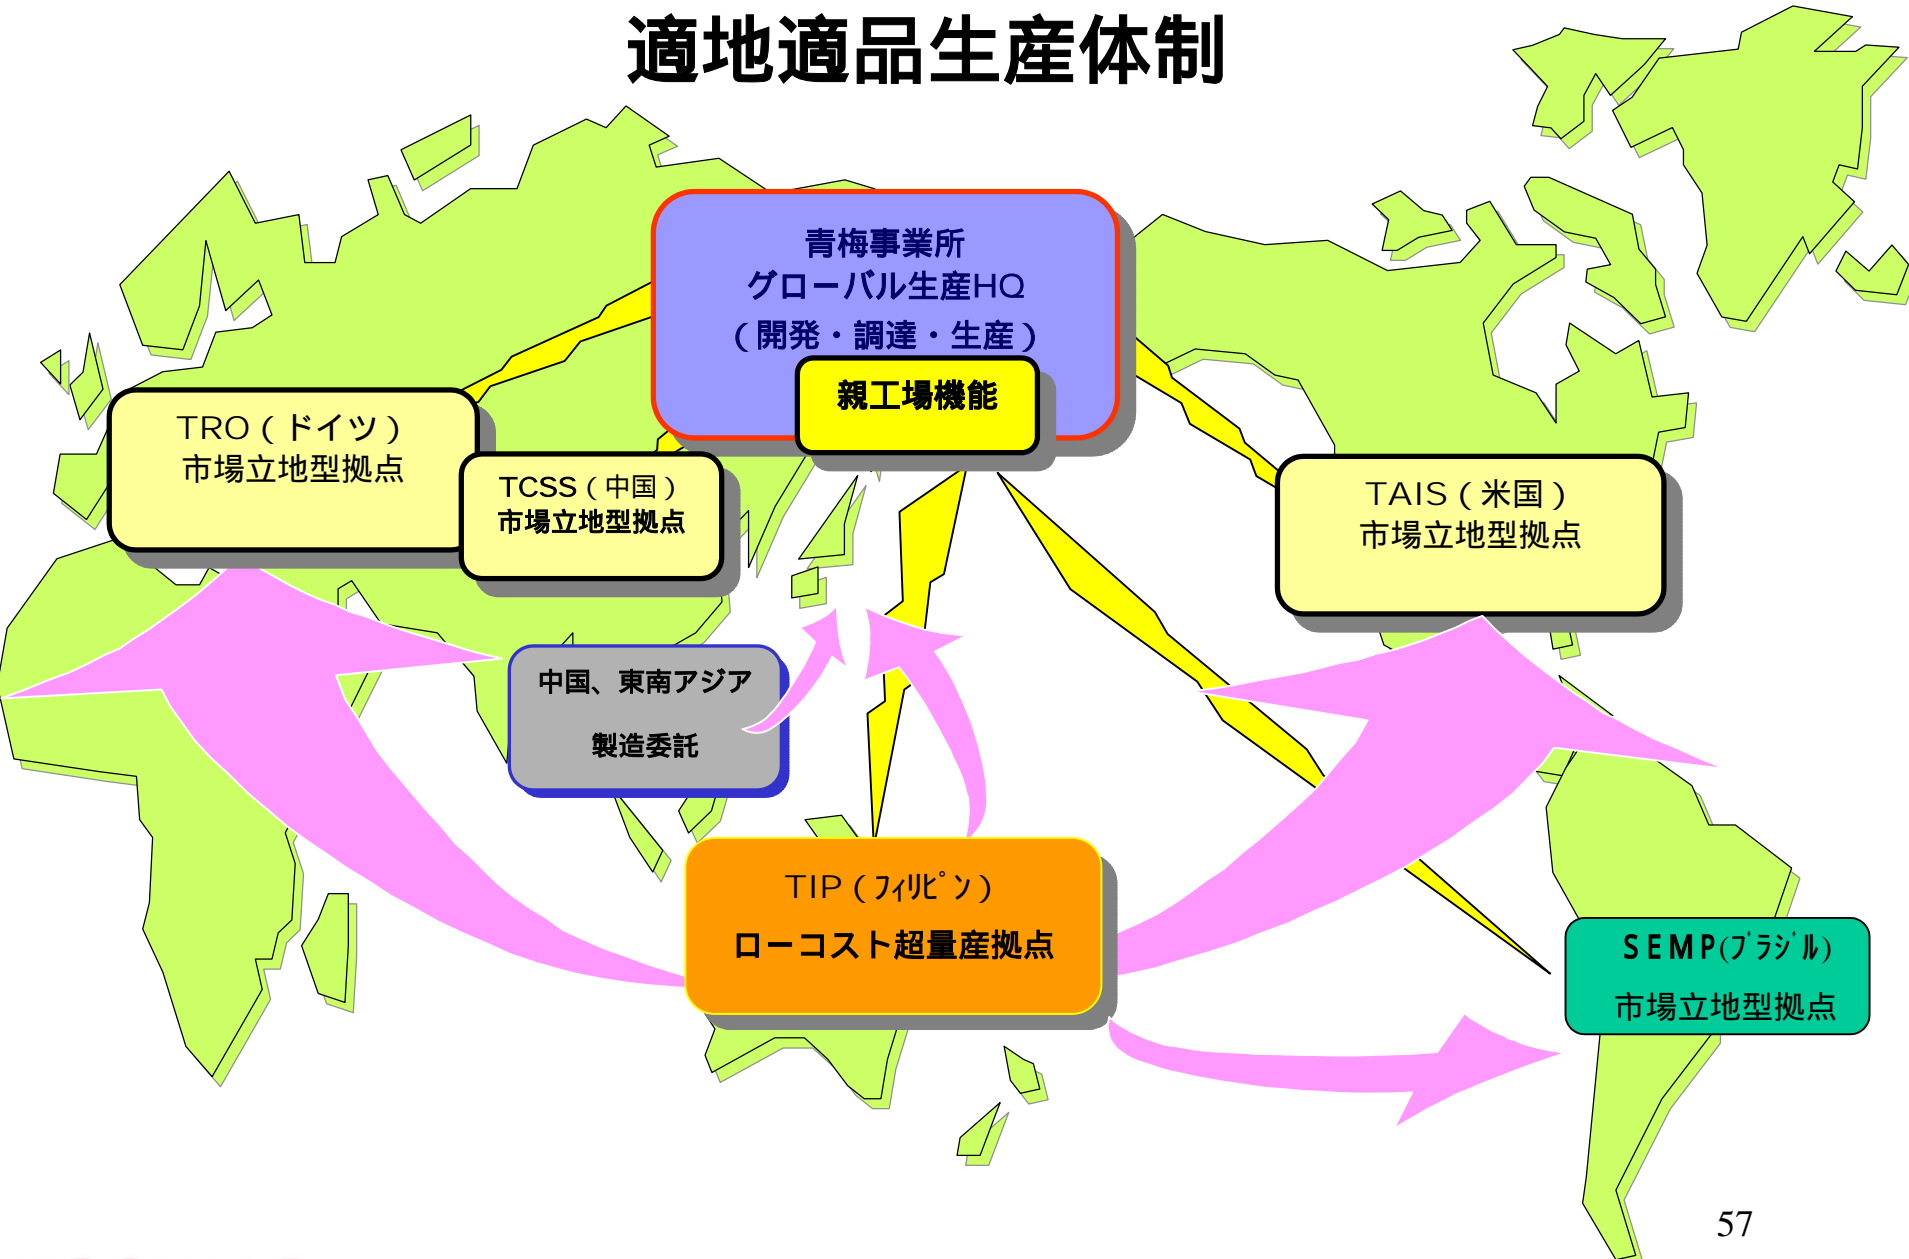 適地適品生産体制
青梅事業所
グローバル生産HQ
（開発・調達・生産）
親工場機能
TRO（ドイツ）
市場立地型拠点
TCSS（中国）
市場立地型拠点
TAIS（米国）
市場立地型拠点
中国、東南アジア
製造委託
TIP（ﾌｨﾘﾋﾟﾝ）
ローコスト超量産拠点
ＳＥＭＰ(ﾌﾞﾗｼﾞﾙ)
市場立地型拠点
57